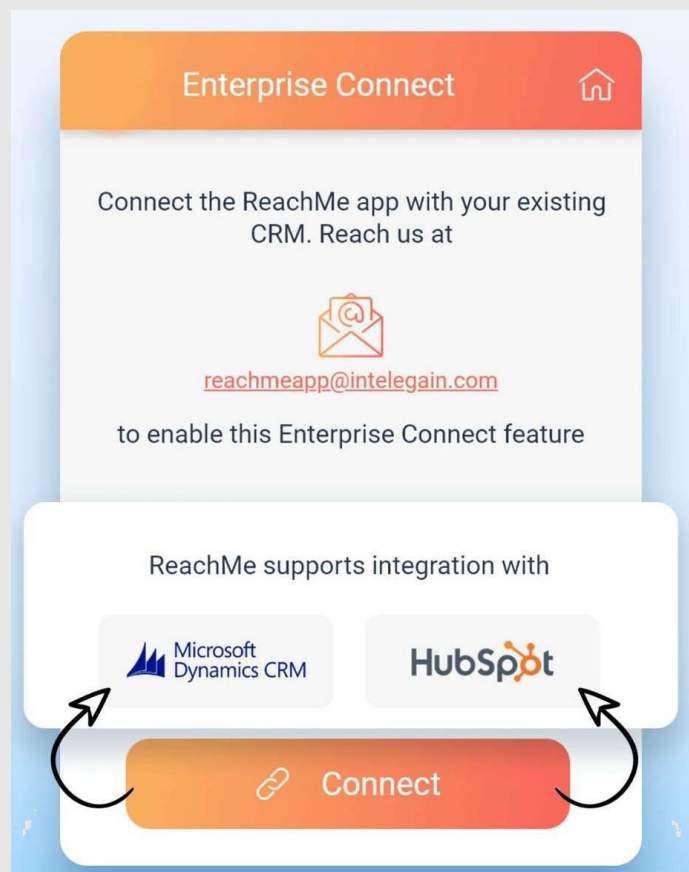 Enterprise Connect
Connect the ReachMe app with your existing
CRM. Reach us at
reachmeapp@intelegain.com
to enable this Enterprise Connect feature
ReachMe supports integration with
Microsoft
Dynamics CRM
HubSpot
Connect